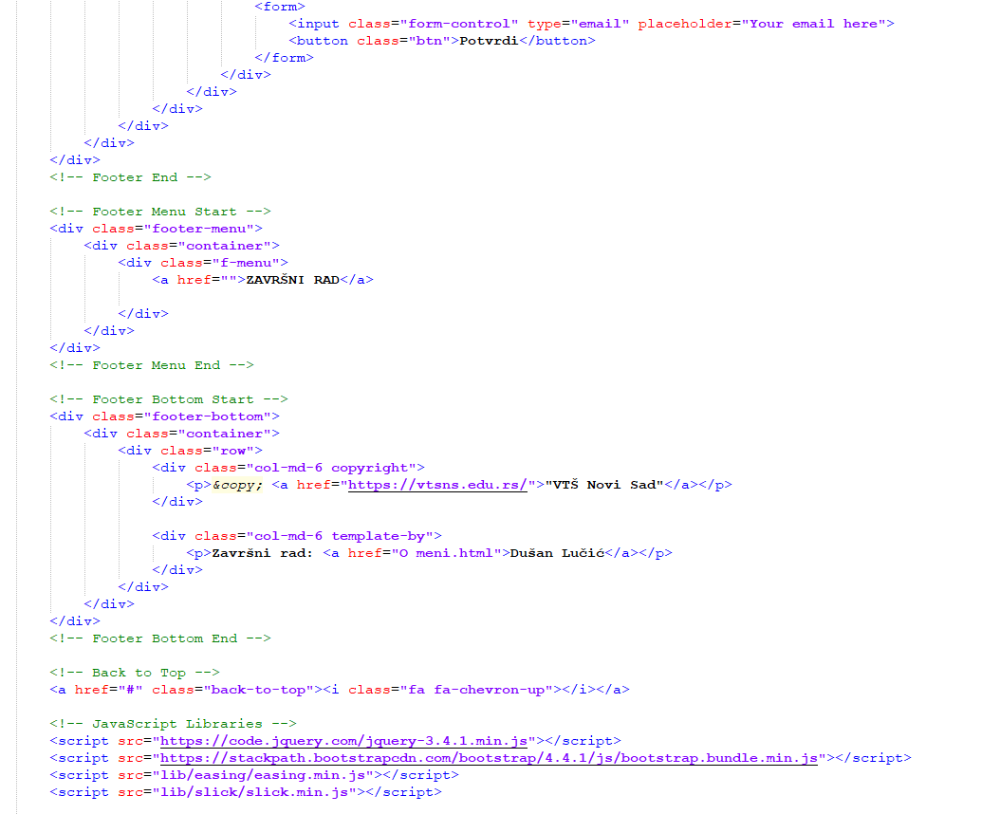 <form>
<input class="form-control" type="email" placeholder="Your email here">
<button class="btn">Potvrdi</button>
</form>
</div>
</div>
</div>
</div>
</div>
</div>
<!-- Footer End -->
<!-- Footer Menu Start -->
<div class="footer-menu">
<div class="container">
<div class="f-menu">
<a href="">ZAVRŠNI RAD</a>
</div>
</div>
</div>
<!-- Footer Menu End -->
<!-- Footer Bottom Start -->
<div class="footer-bottom">
<div class="container">
<div class="row">
<div class="col-md-6 copyright">
<p>&copy; <a href="https://vtsns.edu.rs/">"VTŠ Novi Sad"</a></p>
</div>
<div class="col-md-6 template-by">
<p>Završni rad: <a href="O meni.html">Dušan Lučić</a></p>
</div>
</div>
</div>
</div>
<!-- Footer Bottom End -->
<!-- Back to Top -->
<a href="#" class="back-to-top"><i class="fa fa-chevron-up"></i></a>
<!-- JavaScript Libraries -->
<script src="https://code.jquery.com/jquery-3.4.1.min.js"></script>
<script src="https://stackpath.bootstrapcdn.com/bootstrap/4.4.1/js/bootstrap.bundle.min.js"></script>
<script src="lib/easing/easing.min.js"></script>
<script src="lib/slick/slick.min.js"></script>